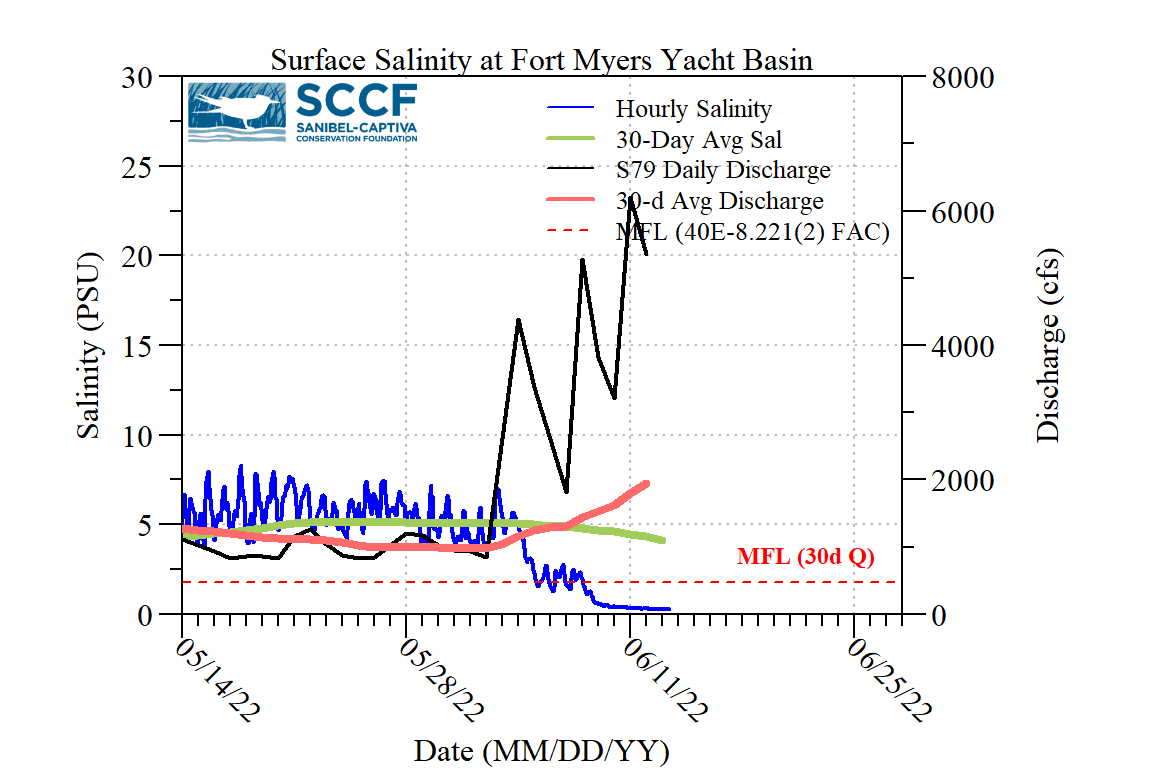 Surface Salinity at Fort Myers Yacht Basin
SCCF
SANIBEL-CAPTIVA
CONSERVATION FOUNDATION
Hourly Salinity
30-Day Avg Sal
S79 Daily Discharge
30-d Avg Discharge
MFL (40E-8.221(2) FAC)
30
25
20
15
10
5
0
Salinity (PSU)
8000
6000
4000
2000
0
Discharge (cfs)
MFL (30d Q)
05/14/22
05/28/22
06/11/22
06/25/22
Date (MM/DD/YY)